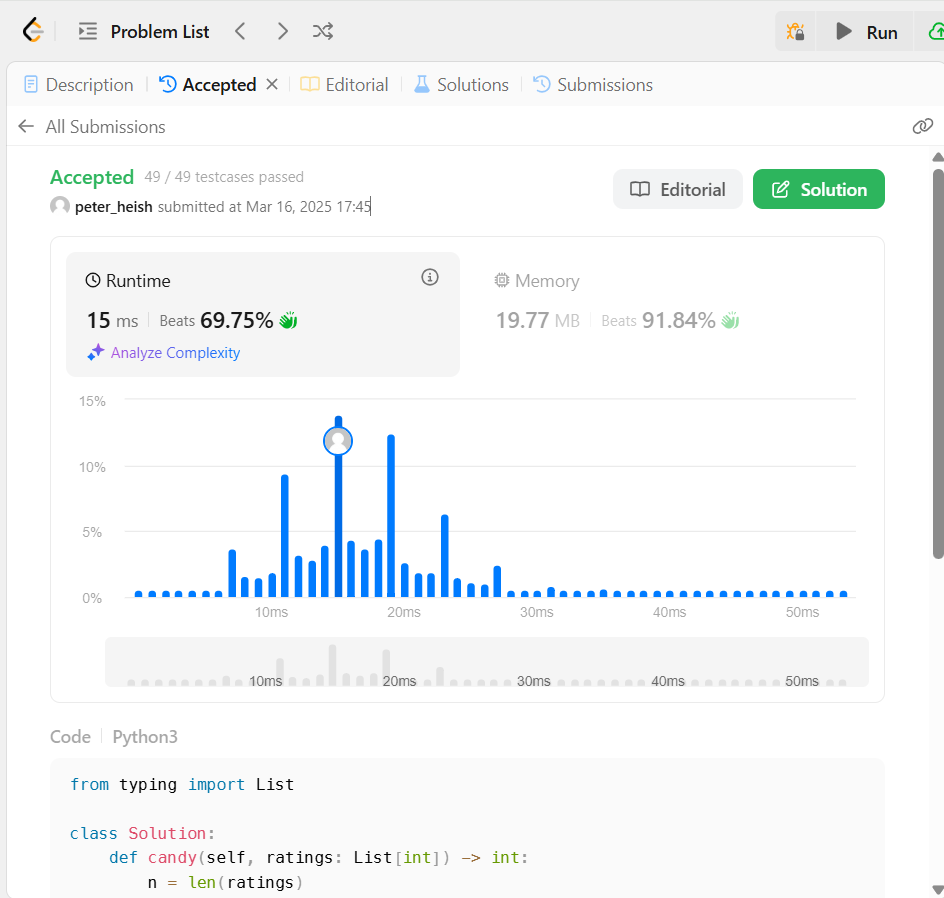 Problem List
Run
Description
Accepted
Editorial
Solutions
Submissions
All Submissions
Accepted 49 / 49 testcases passed
peter_heish submitted at Mar 16, 2025 17:45
Editorial
Solution
Runtime
15 ms Beats 69.75%
Analyze Complexity
Memory
19.77 MB Beats 91.84%
15%
10%
5%
0%
10ms 20ms 30ms 40ms 50ms
10ms 20ms 30ms 40ms 50ms
Code Python3
from typing import List
class Solution:
    def candy(self, ratings: List[int]) -> int:
        n = len(ratings)